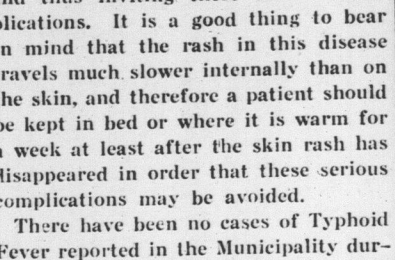 plications. It is a good thing to bear
in mind that the rash in this disease
travels much slower internally than on
the skin, and therefore a patient should
be kept in bed or where it is warm for
a week at least after the skin rash has
disappeared in order that these serious
complications may be avoided.
There have been no cases of Typhoid
Fever reported in the Municipality dur-